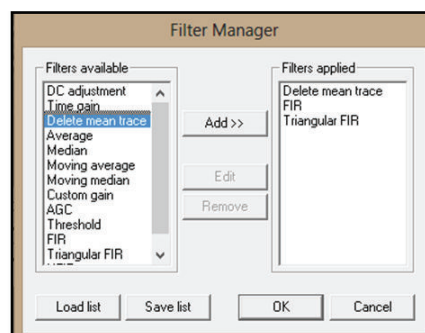 Filter Manager
Filters available
DC adjustment
Time gain
Delete mean trace
Average
Median
Moving average
Moving median
Custom gain
AGC
Threshold
FIR
Triangular FIR
Add >>
Edit
Remove
Filters applied
Delete mean trace
FIR
Triangular FIR
Load list
Save list
OK
Cancel